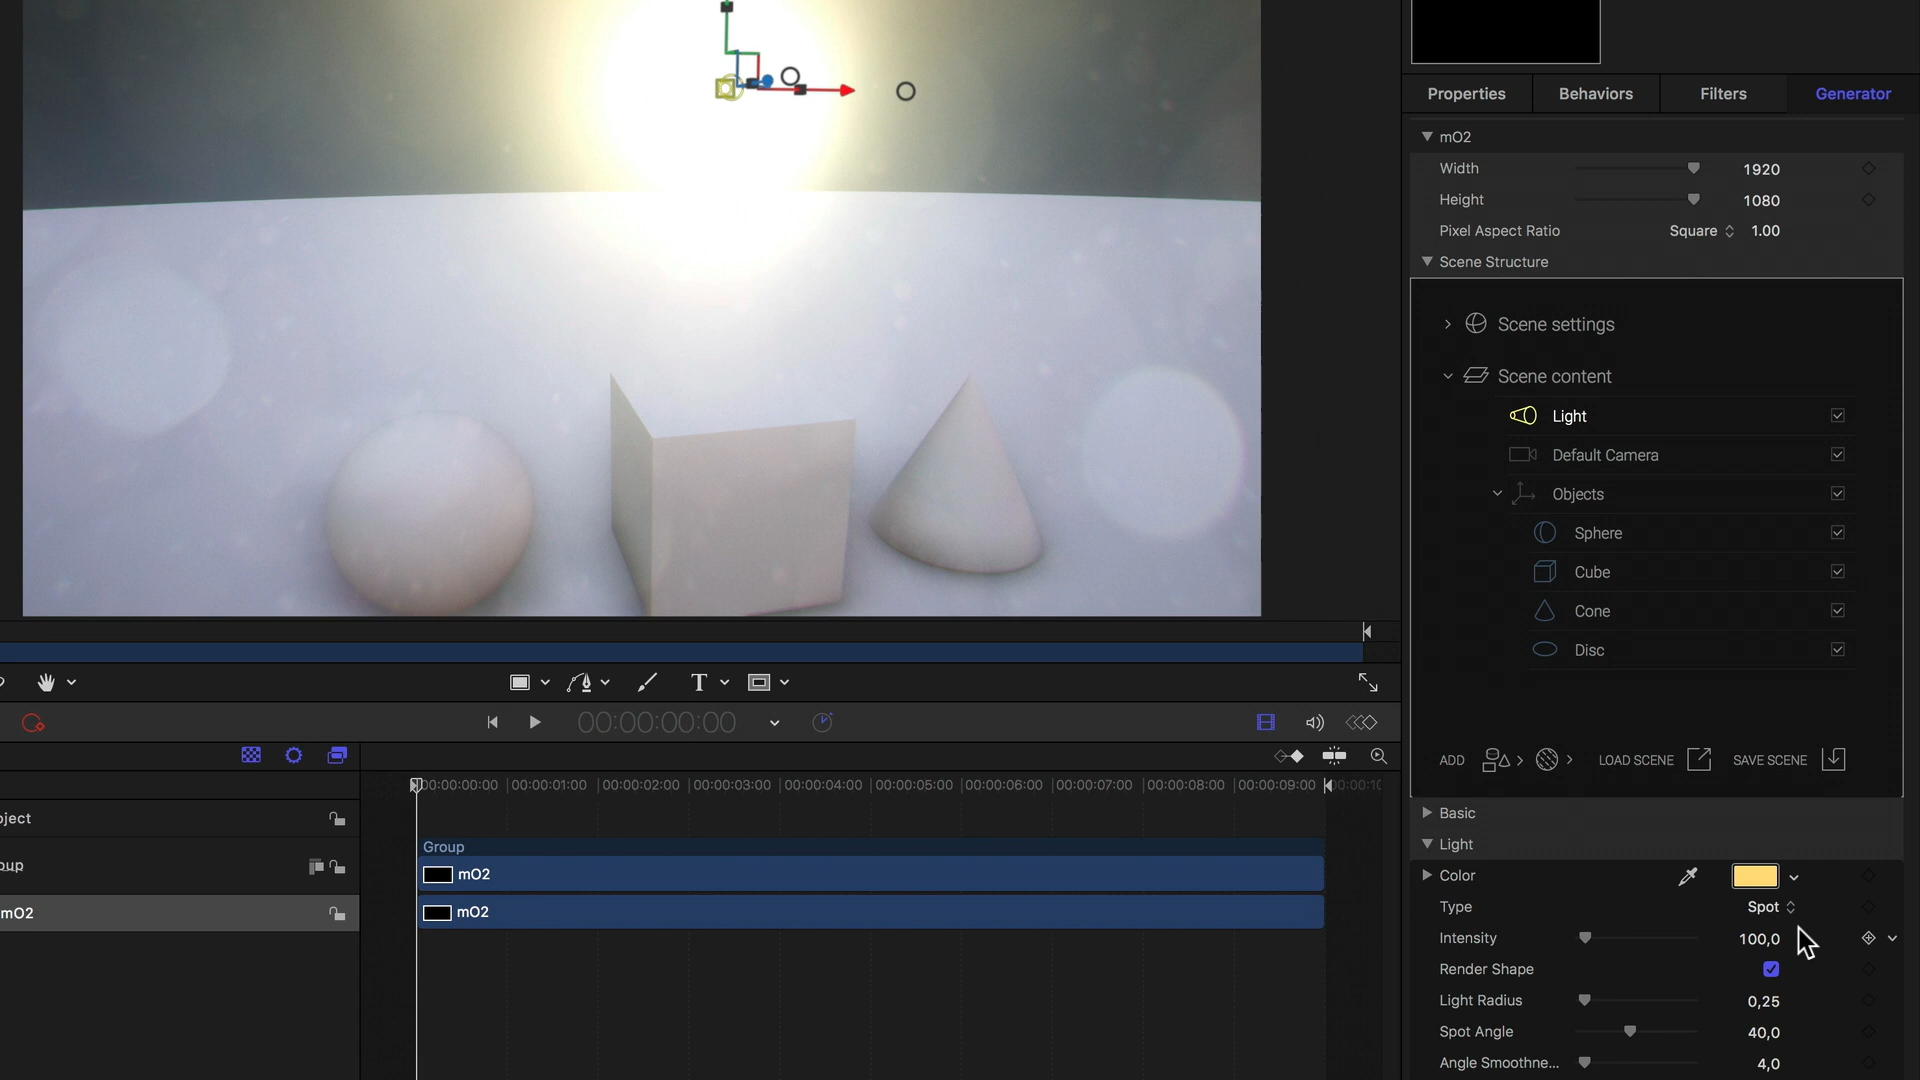 Properties
Behaviors
Filters
Generator
mO2
Width 1920
Height 1080
Pixel Aspect Ratio Square 1.00
Scene Structure
Scene settings
Scene content
Light
Default Camera
Objects
Sphere
Cube
Cone
Disc
ADD LOAD SCENE SAVE SCENE
Basic
Light
Color
Type Spot
Intensity 100,0
Render Shape
Light Radius 0,25
Spot Angle 40,0
Angle Smoothne... 4,0
T
00:00:00:00
00:00:00:00 00:00:01:00 00:00:02:00 00:00:03:00 00:00:04:00 00:00:05:00 00:00:06:00 00:00:07:00 00:00:08:00 00:00:09:00 00:00:10
oject
oup
mO2
Group
mO2
mO2